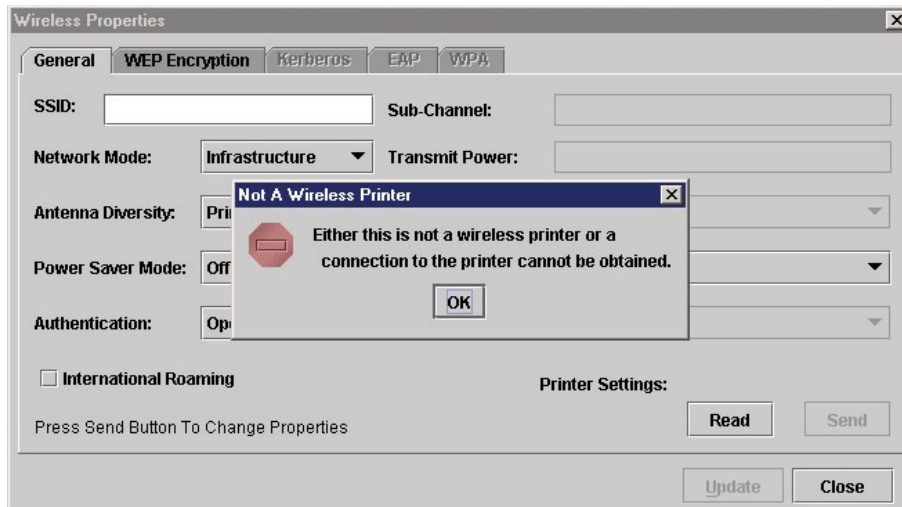 Wireless Properties
General WEP Encryption Kerberos EAP WPA
SSID: Sub-Channel:
Network Mode: Infrastructure Transmit Power:
Not A Wireless Printer
Antenna Diversity:
Either this is not a wireless printer or a
connection to the printer cannot be obtained.
Power Saver Mode: Off
OK
Authentication:
International Roaming
Printer Settings:
Press Send Button To Change Properties
Read Send
Update Close